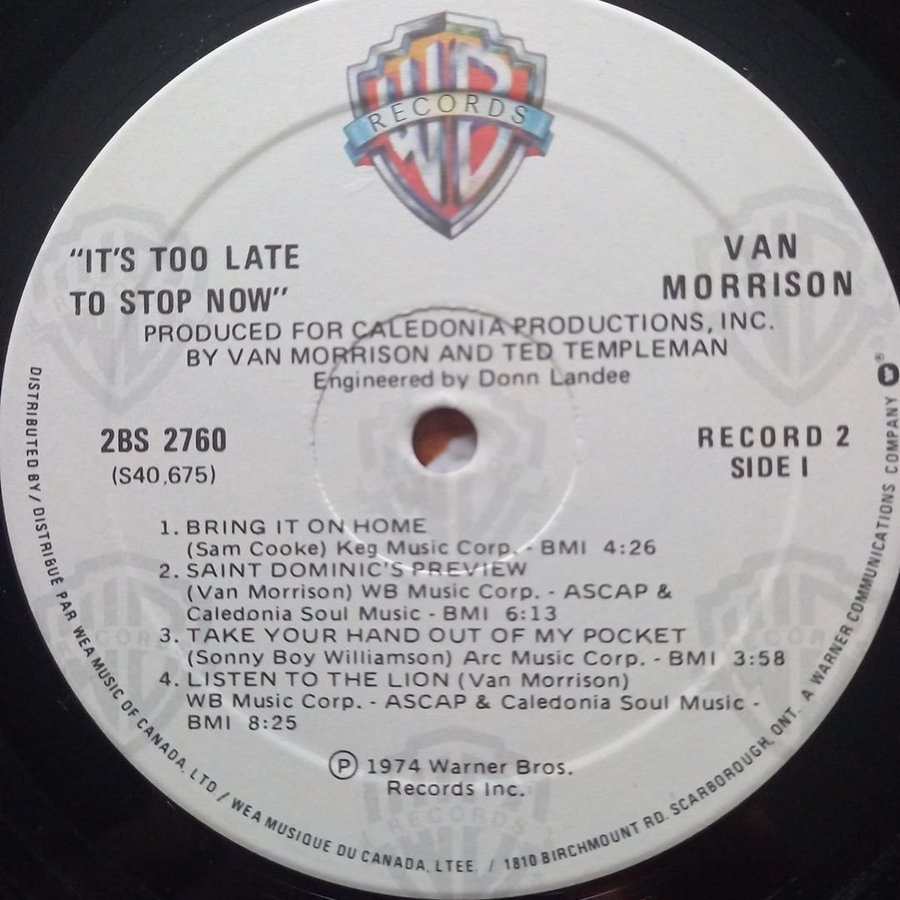 WB
RECORDS
"IT'S TOO LATE
TO STOP NOW"
VAN
MORRISON
PRODUCED FOR CALEDONIA PRODUCTIONS, INC.
BY VAN MORRISON AND TED TEMPLEMAN
Engineered by Donn Landee
2BS 2760
(S40,675)
RECORD 2
SIDE I
1. BRING IT ON HOME
(Sam Cooke) Keg Music Corp. - BMI 4:26
2. SAINT DOMINIC'S PREVIEW
(Van Morrison) WB Music Corp. - ASCAP &
Caledonia Soul Music - BMI 6:13
3. TAKE YOUR HAND OUT OF MY POCKET
(Sonny Boy Williamson) Arc Music Corp. - BMI 3:58
4. LISTEN TO THE LION (Van Morrison)
WB Music Corp. - ASCAP & Caledonia Soul Music -
BMI 8:25
Ⓟ 1974 Warner Bros.
Records Inc.
DISTRIBUTED BY / DISTRIBUÉ PAR WEA MUSIC OF CANADA, LTD / WEA MUSIQUE DU CANADA, LTEE. / 1810 BIRCHMOUNT RD. SCARBOROUGH, ONT. A WARNER COMMUNICATIONS COMPANY ®